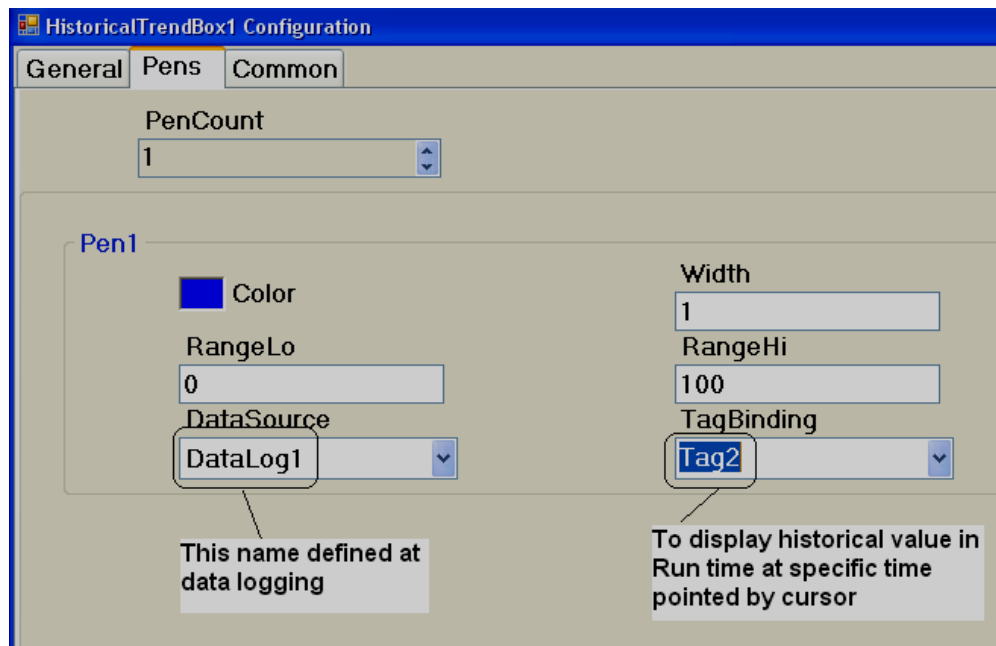 HistoricalTrendBox1 Configuration
General Pens Common
PenCount
1
Pen1
Color
Width
1
RangeLo
RangeHi
0
100
DataSource
TagBinding
DataLog1
Tag2
This name defined at
data logging
To display historical value in
Run time at specific time
pointed by cursor